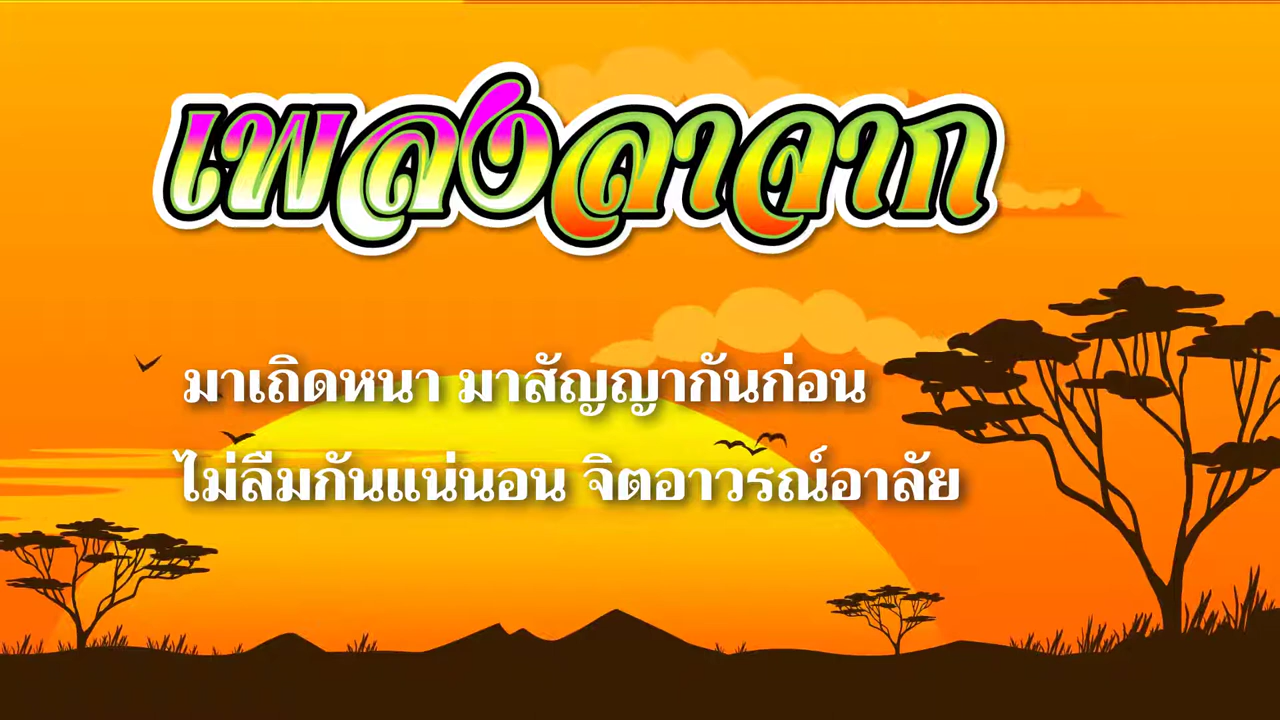 เพลงลาจาก
มาเถิดหนา มาสัญญากันก่อน
ไม่ลืมกันแน่นอน จิตอาวรณ์อาลัย